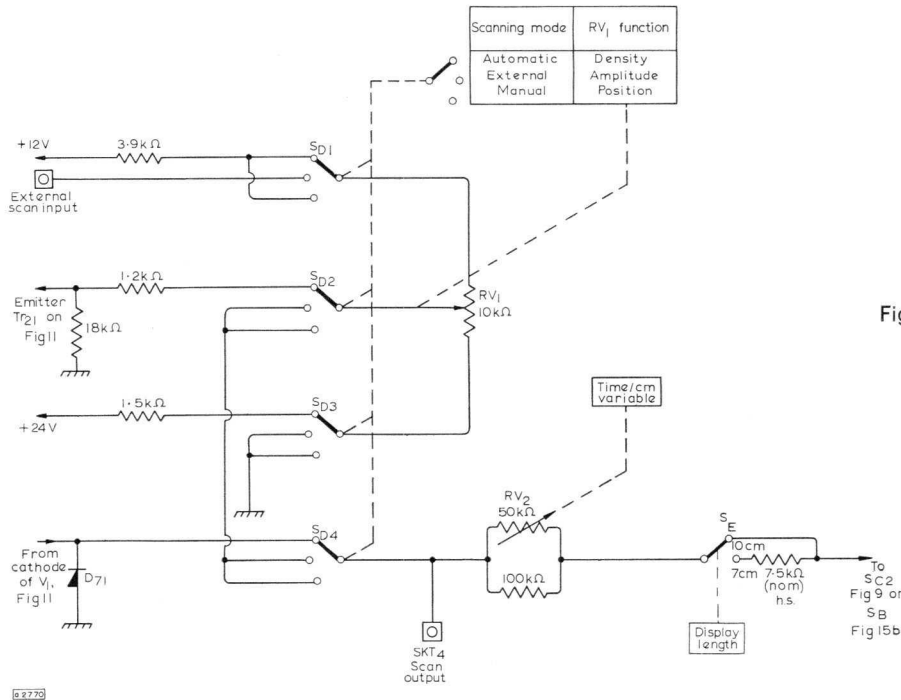 Scanning mode
RV1 function
Automatic
External
Manual
Density
Amplitude
Position
+12V
3·9kΩ
SD1
External
scan input
1·2kΩ
SD2
Emitter
Tr21 on
Fig11
18kΩ
RV1
10kΩ
Fig
1·5kΩ
SD3
+24V
Time/cm
variable
RV2
50kΩ
100kΩ
SD4
From
cathode
of V1,
Fig11
D71
SE
10cm
7cm
7·5kΩ
(nom)
h.s.
To
SC2
Fig 9 or
SB
Fig 15b
Display
length
SKT4
Scan
output
a2770